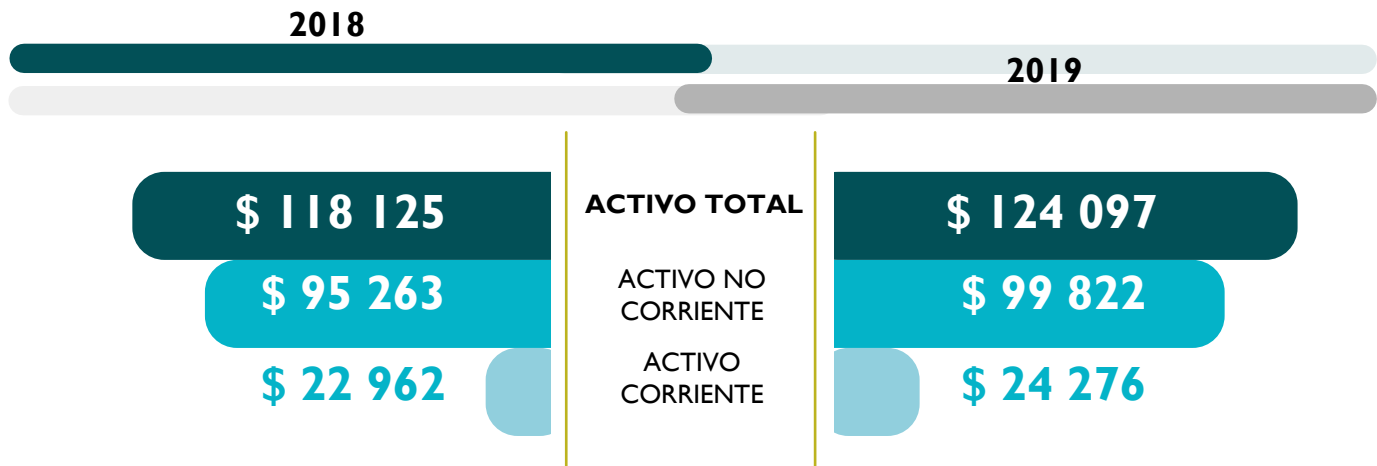 2018
2019
$ 118 125
ACTIVO TOTAL
$ 124 097
$ 95 263
ACTIVO NO
CORRIENTE
$ 99 822
$ 22 962
ACTIVO
CORRIENTE
$ 24 276